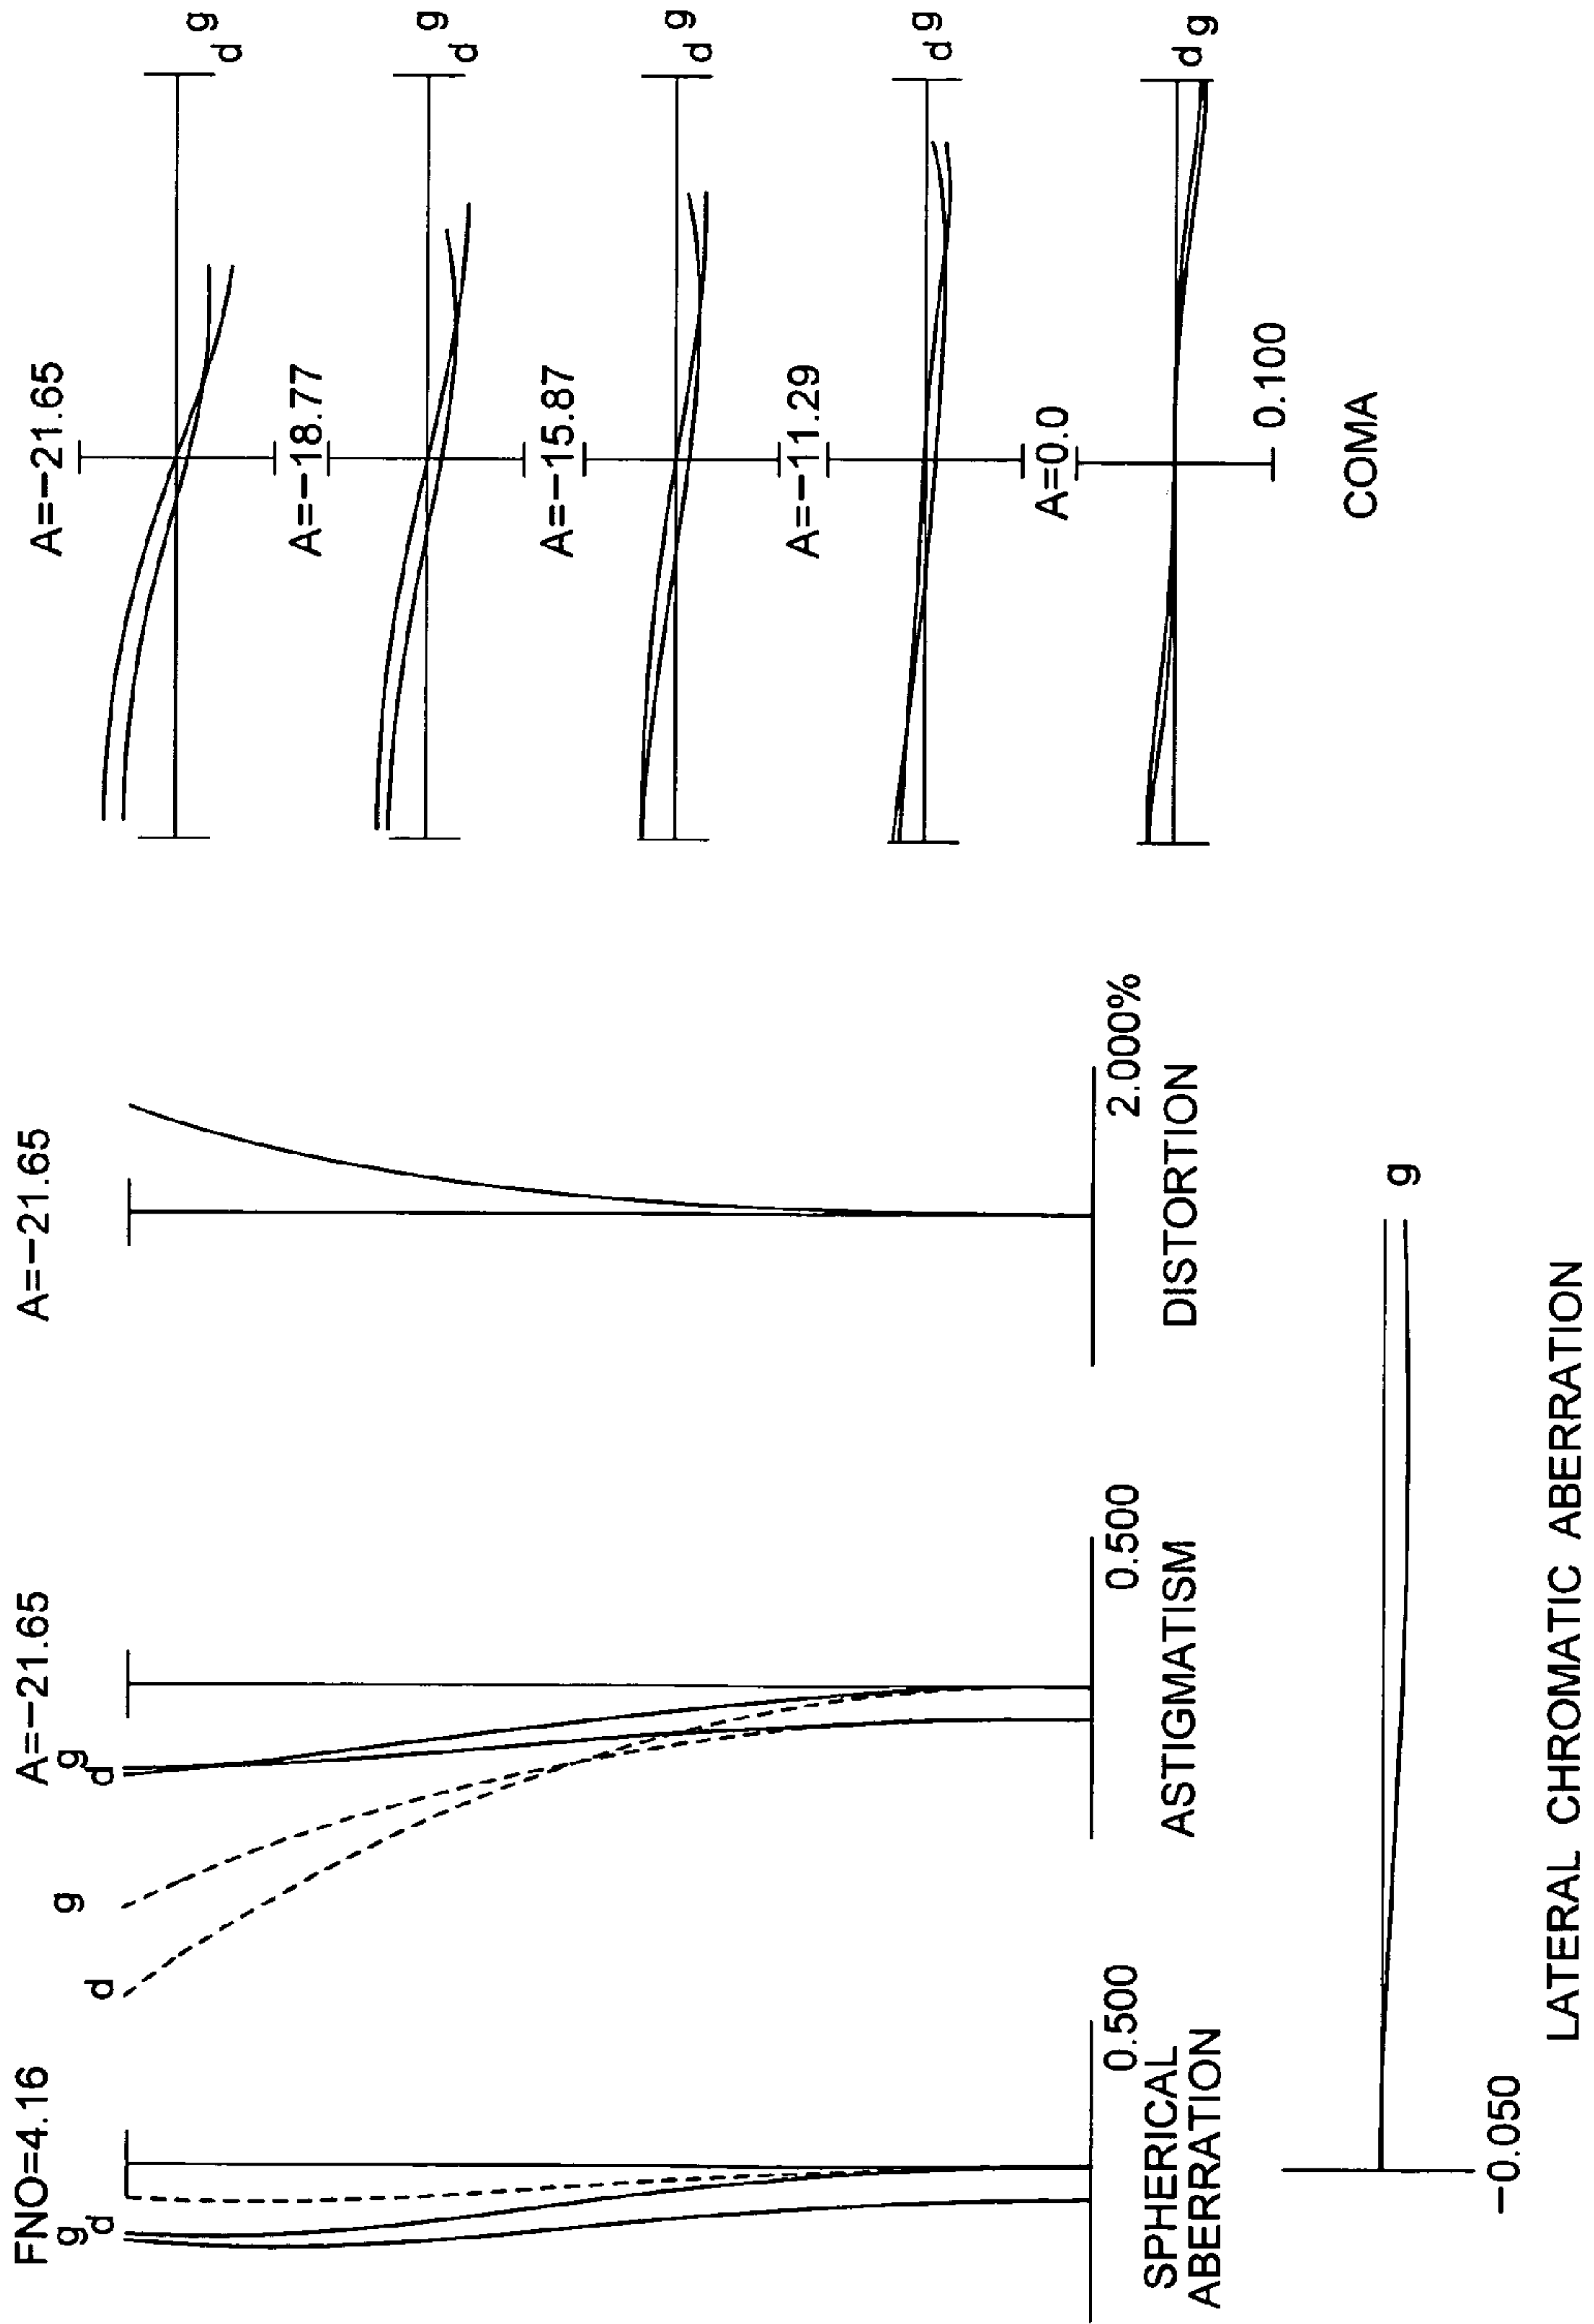 FNO=4.16
g
d
0.500
SPHERICAL
ABERRATION
A=−21.65
g
d
g
d
0.500
ASTIGMATISM
A=−21.65
2.000%
DISTORTION
A=−21.65
g
d
A=−18.77
g
d
A=−15.87
g
d
A=−11.29
g
d
A=0.0
g
d
0.100
COMA
g
−0.050
LATERAL CHROMATIC ABERRATION